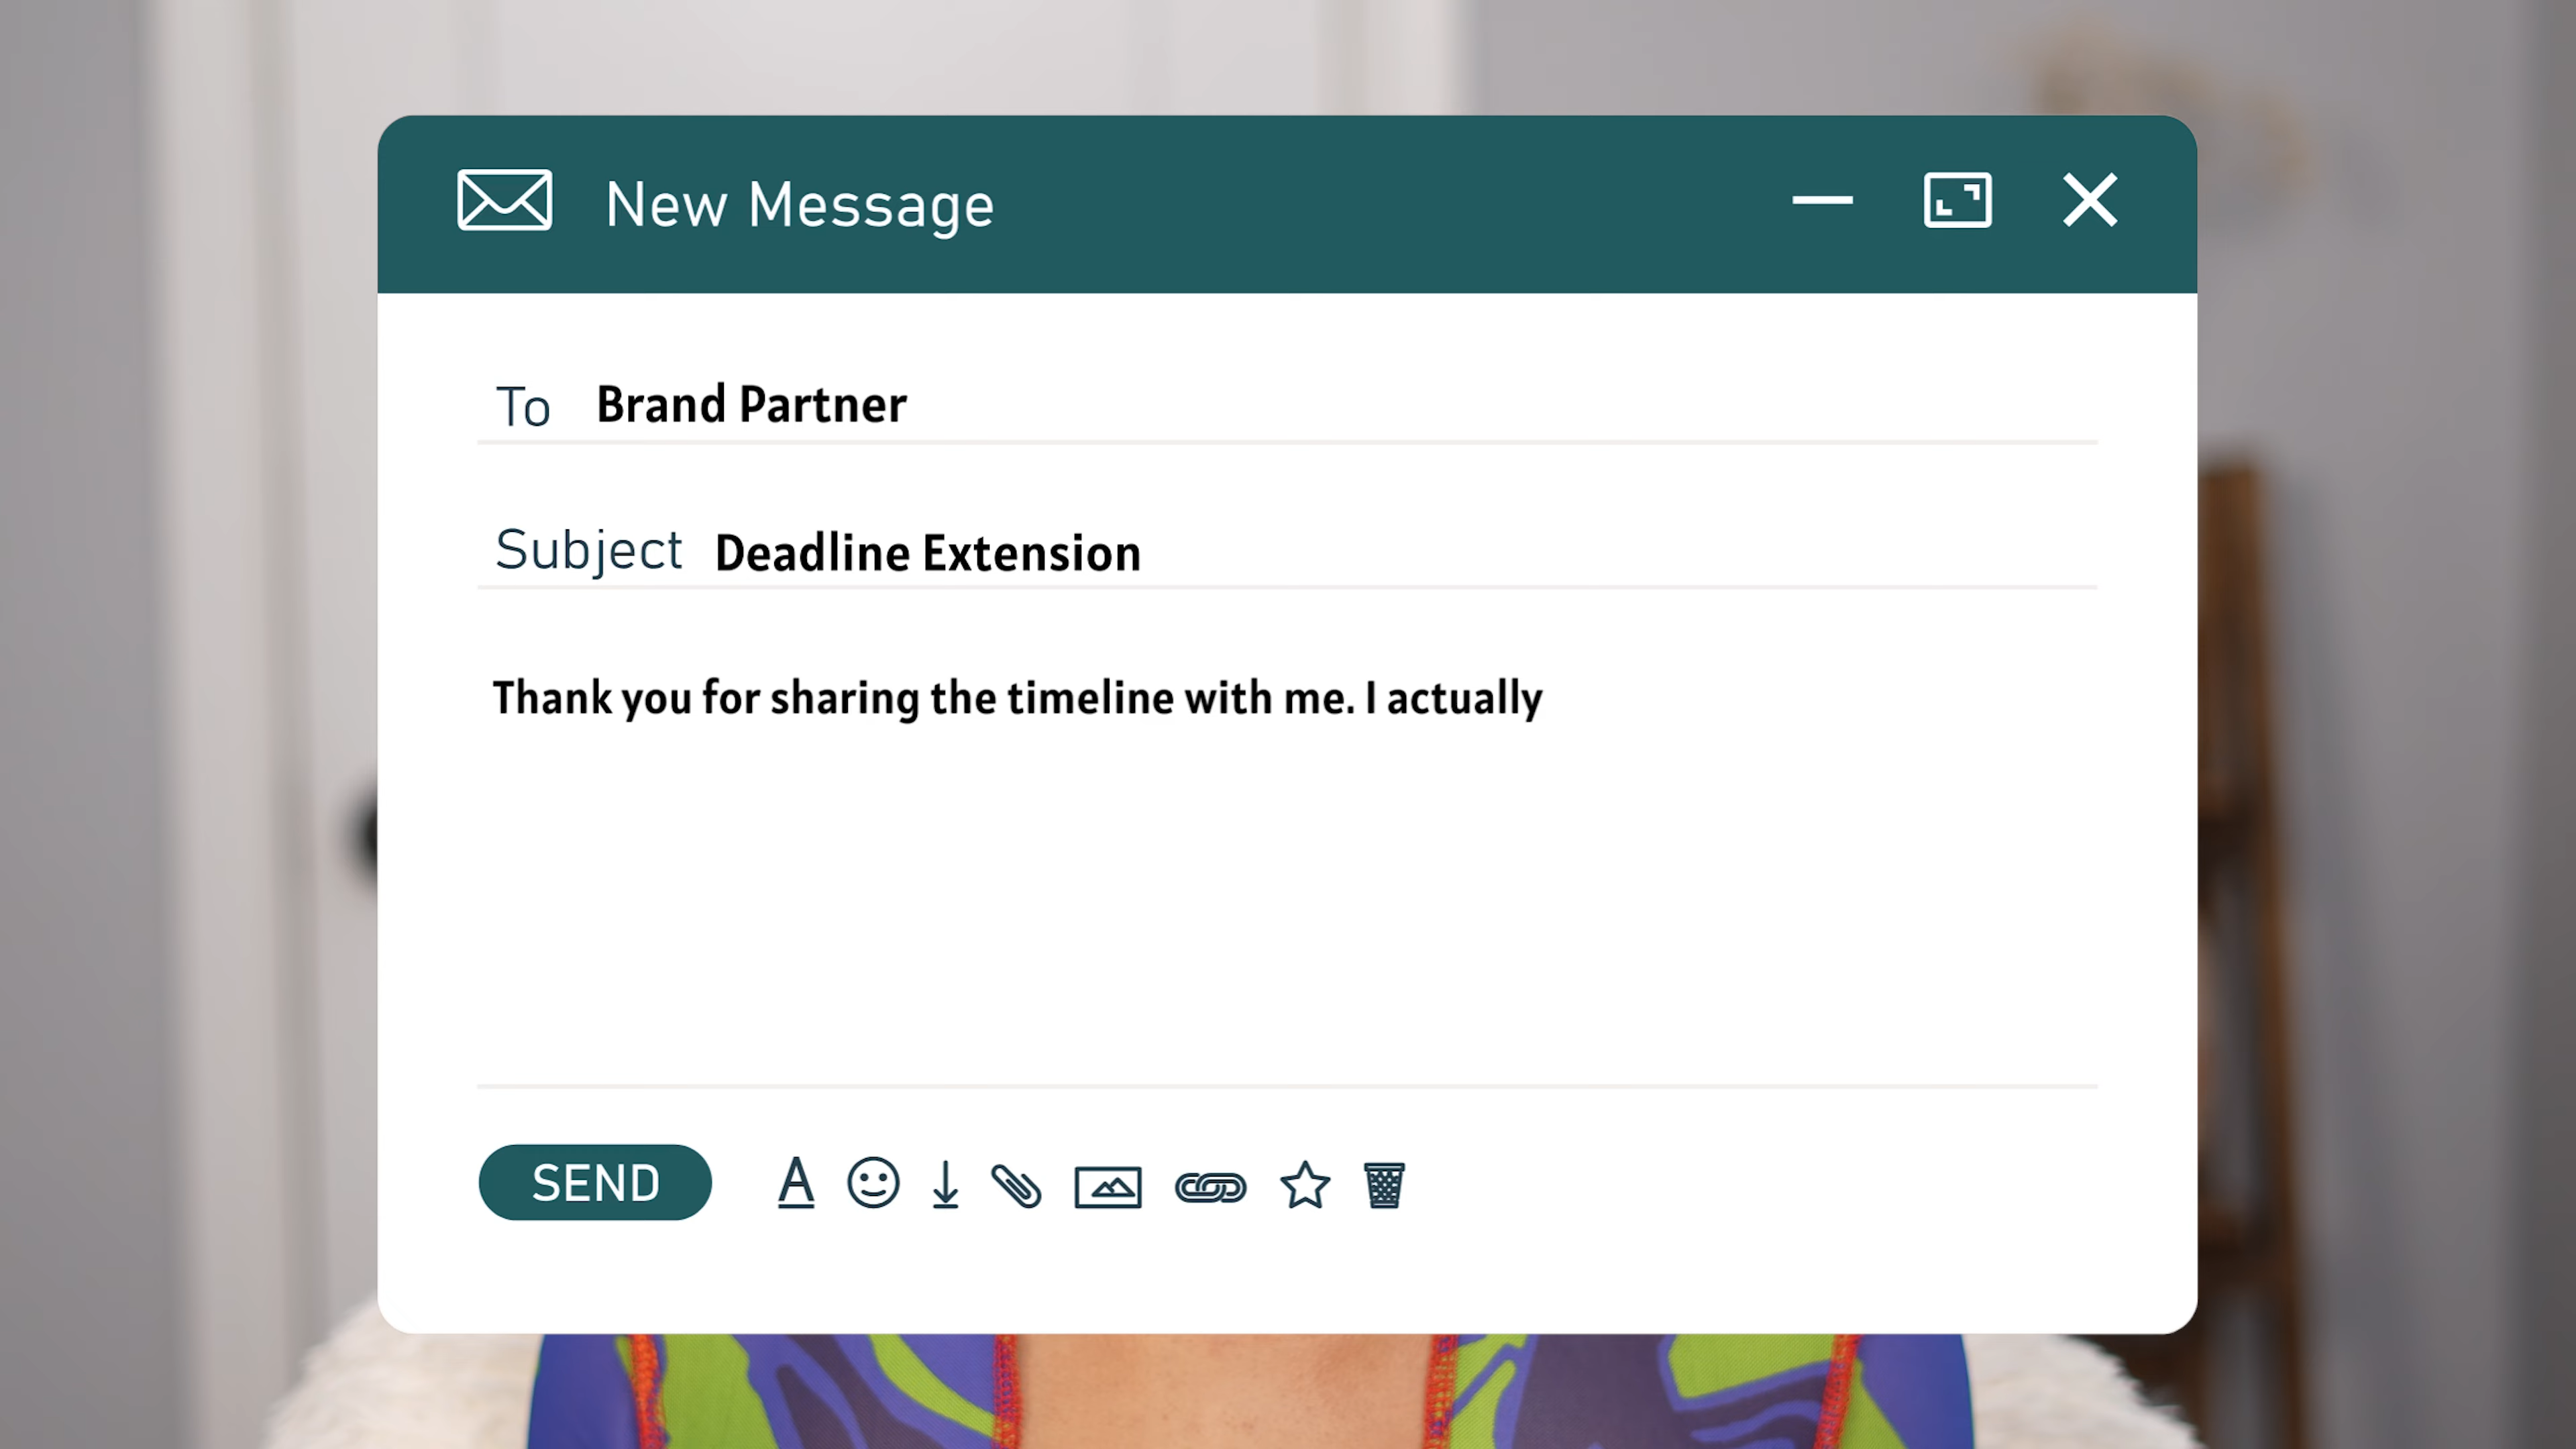 New Message
To Brand Partner
Subject Deadline Extension
Thank you for sharing the timeline with me. I actually
SEND